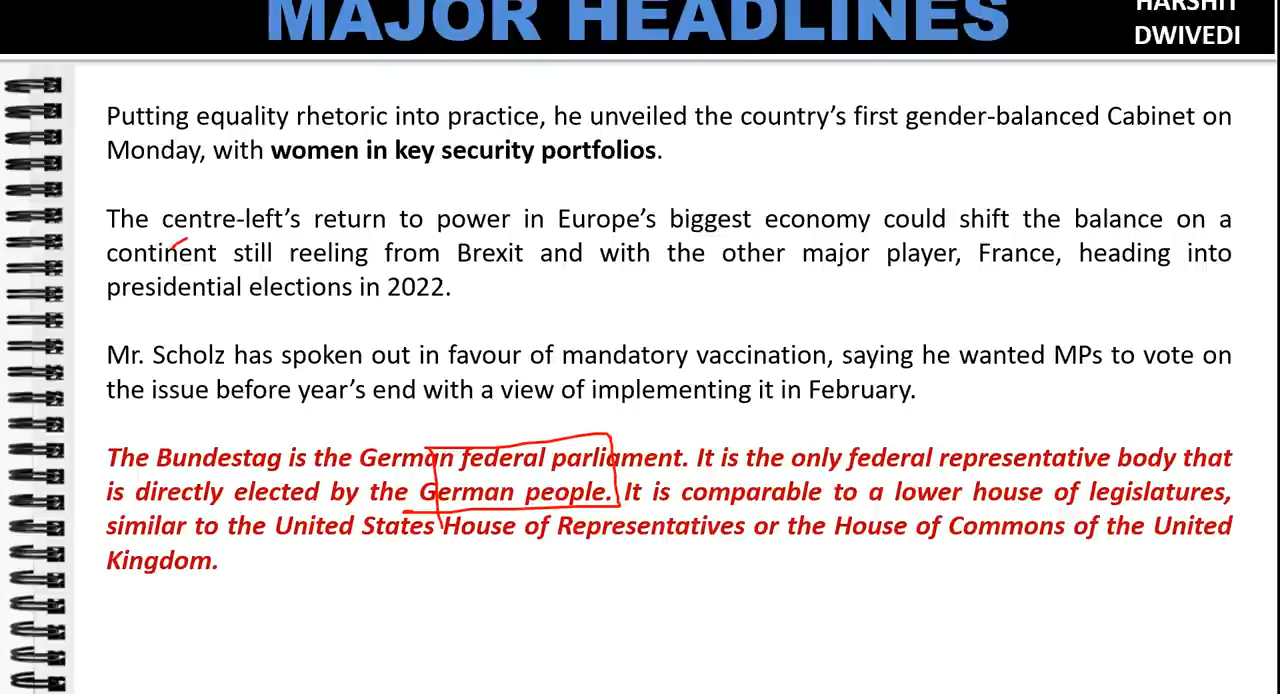 MAJOR HEADLINES
HARSHIT
DWIVEDI
Putting equality rhetoric into practice, he unveiled the country’s first gender-balanced Cabinet on
Monday, with women in key security portfolios.
The centre-left’s return to power in Europe’s biggest economy could shift the balance on a
continent still reeling from Brexit and with the other major player, France, heading into
presidential elections in 2022.
Mr. Scholz has spoken out in favour of mandatory vaccination, saying he wanted MPs to vote on
the issue before year’s end with a view of implementing it in February.
The Bundestag is the German federal parliament. It is the only federal representative body that
is directly elected by the German people. It is comparable to a lower house of legislatures,
similar to the United States House of Representatives or the House of Commons of the United
Kingdom.